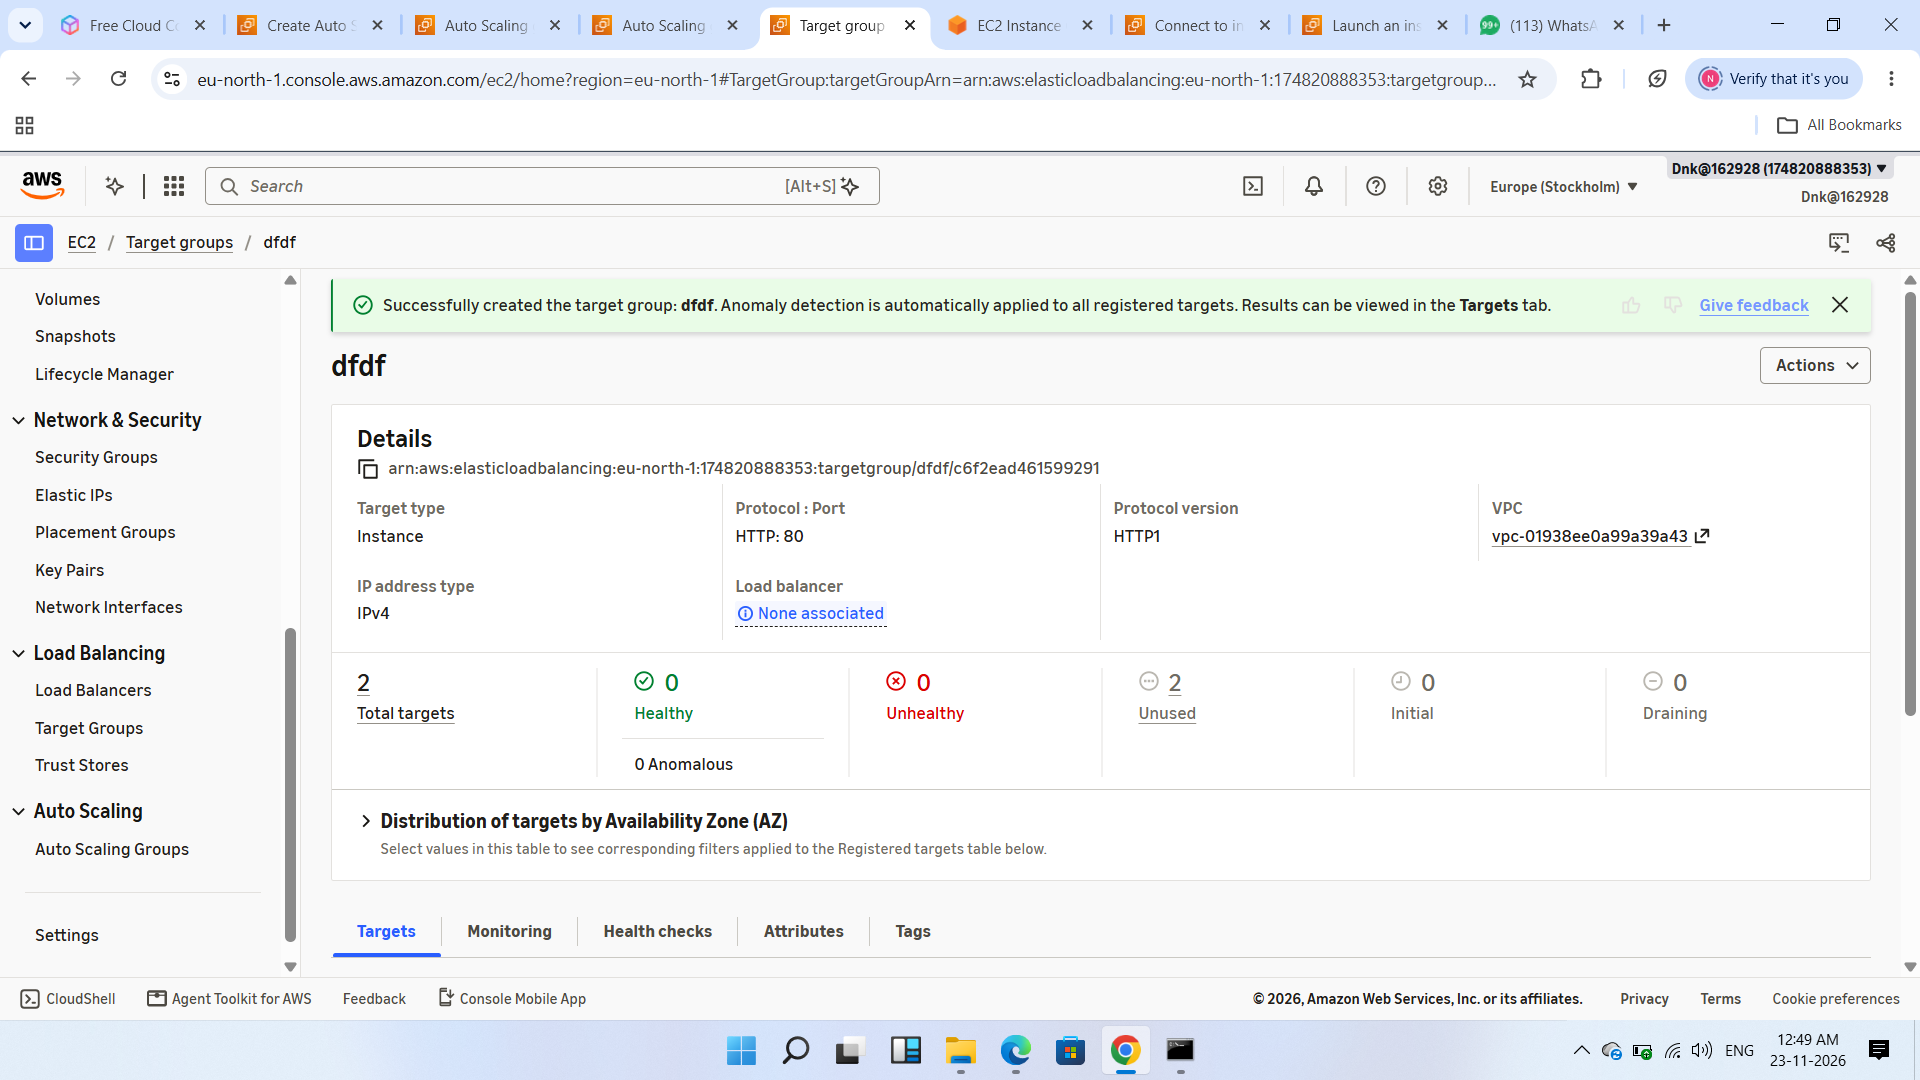 Free Cloud C
Create Auto S
Auto Scaling
Auto Scaling
Target group
EC2 Instance
Connect to in
Launch an ins
99+
(113) WhatsA
eu-north-1.console.aws.amazon.com/ec2/home?region=eu-north-1#TargetGroup:targetGroupArn=arn:aws:elasticloadbalancing:eu-north-1:174820888353:targetgroup...
N
Verify that it's you
All Bookmarks
aws
Search
[Alt+S]
Europe (Stockholm)
Dnk@162928 (174820888353)
Dnk@162928
EC2 / Target groups / dfdf
Volumes
Snapshots
Lifecycle Manager
Network & Security
Security Groups
Elastic IPs
Placement Groups
Key Pairs
Network Interfaces
Load Balancing
Load Balancers
Target Groups
Trust Stores
Auto Scaling
Auto Scaling Groups
Settings
Successfully created the target group: dfdf. Anomaly detection is automatically applied to all registered targets. Results can be viewed in the Targets tab.
Give feedback
dfdf
Actions
Details
arn:aws:elasticloadbalancing:eu-north-1:174820888353:targetgroup/dfdf/c6f2ead461599291
Target type
Instance
Protocol : Port
HTTP: 80
Protocol version
HTTP1
VPC
vpc-01938ee0a99a39a43
IP address type
IPv4
Load balancer
None associated
2
Total targets
0
Healthy
0 Anomalous
0
Unhealthy
2
Unused
0
Initial
0
Draining
Distribution of targets by Availability Zone (AZ)
Select values in this table to see corresponding filters applied to the Registered targets table below.
Targets
Monitoring
Health checks
Attributes
Tags
CloudShell
Agent Toolkit for AWS
Feedback
Console Mobile App
© 2026, Amazon Web Services, Inc. or its affiliates.
Privacy
Terms
Cookie preferences
ENG
12:49 AM
23-11-2026